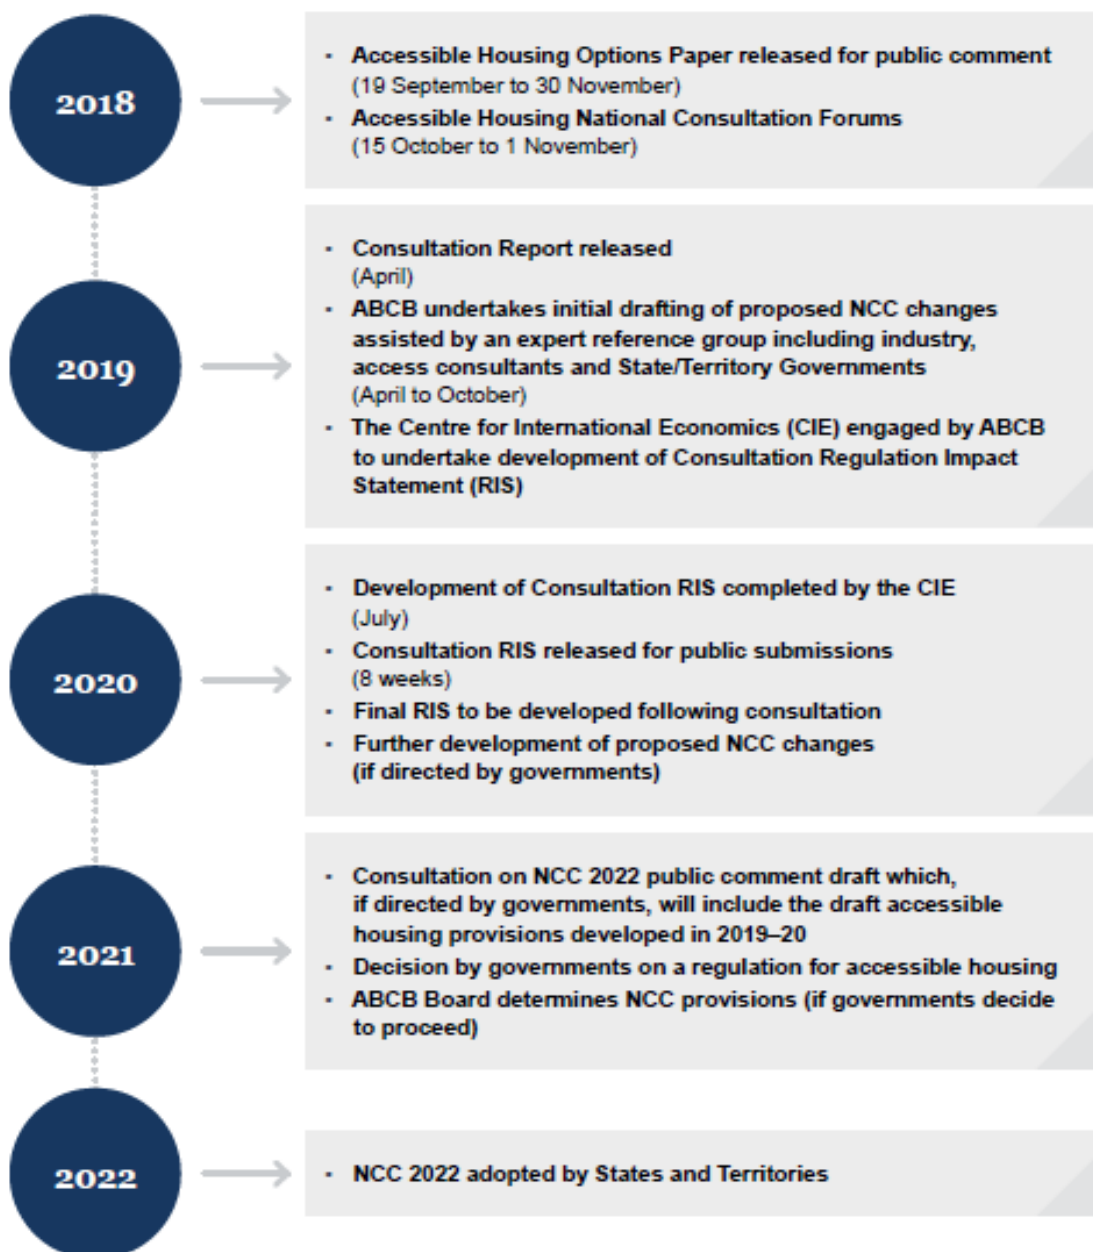 2018
▪ Accessible Housing Options Paper released for public comment
(19 September to 30 November)
▪ Accessible Housing National Consultation Forums
(15 October to 1 November)
2019
▪ Consultation Report released
(April)
▪ ABCB undertakes initial drafting of proposed NCC changes
assisted by an expert reference group including industry,
access consultants and State/Territory Governments
(April to October)
▪ The Centre for International Economics (CIE) engaged by ABCB
to undertake development of Consultation Regulation Impact
Statement (RIS)
2020
▪ Development of Consultation RIS completed by the CIE
(July)
▪ Consultation RIS released for public submissions
(8 weeks)
▪ Final RIS to be developed following consultation
▪ Further development of proposed NCC changes
(if directed by governments)
2021
▪ Consultation on NCC 2022 public comment draft which,
if directed by governments, will include the draft accessible
housing provisions developed in 2019–20
▪ Decision by governments on a regulation for accessible housing
▪ ABCB Board determines NCC provisions (if governments decide
to proceed)
2022
▪ NCC 2022 adopted by States and Territories